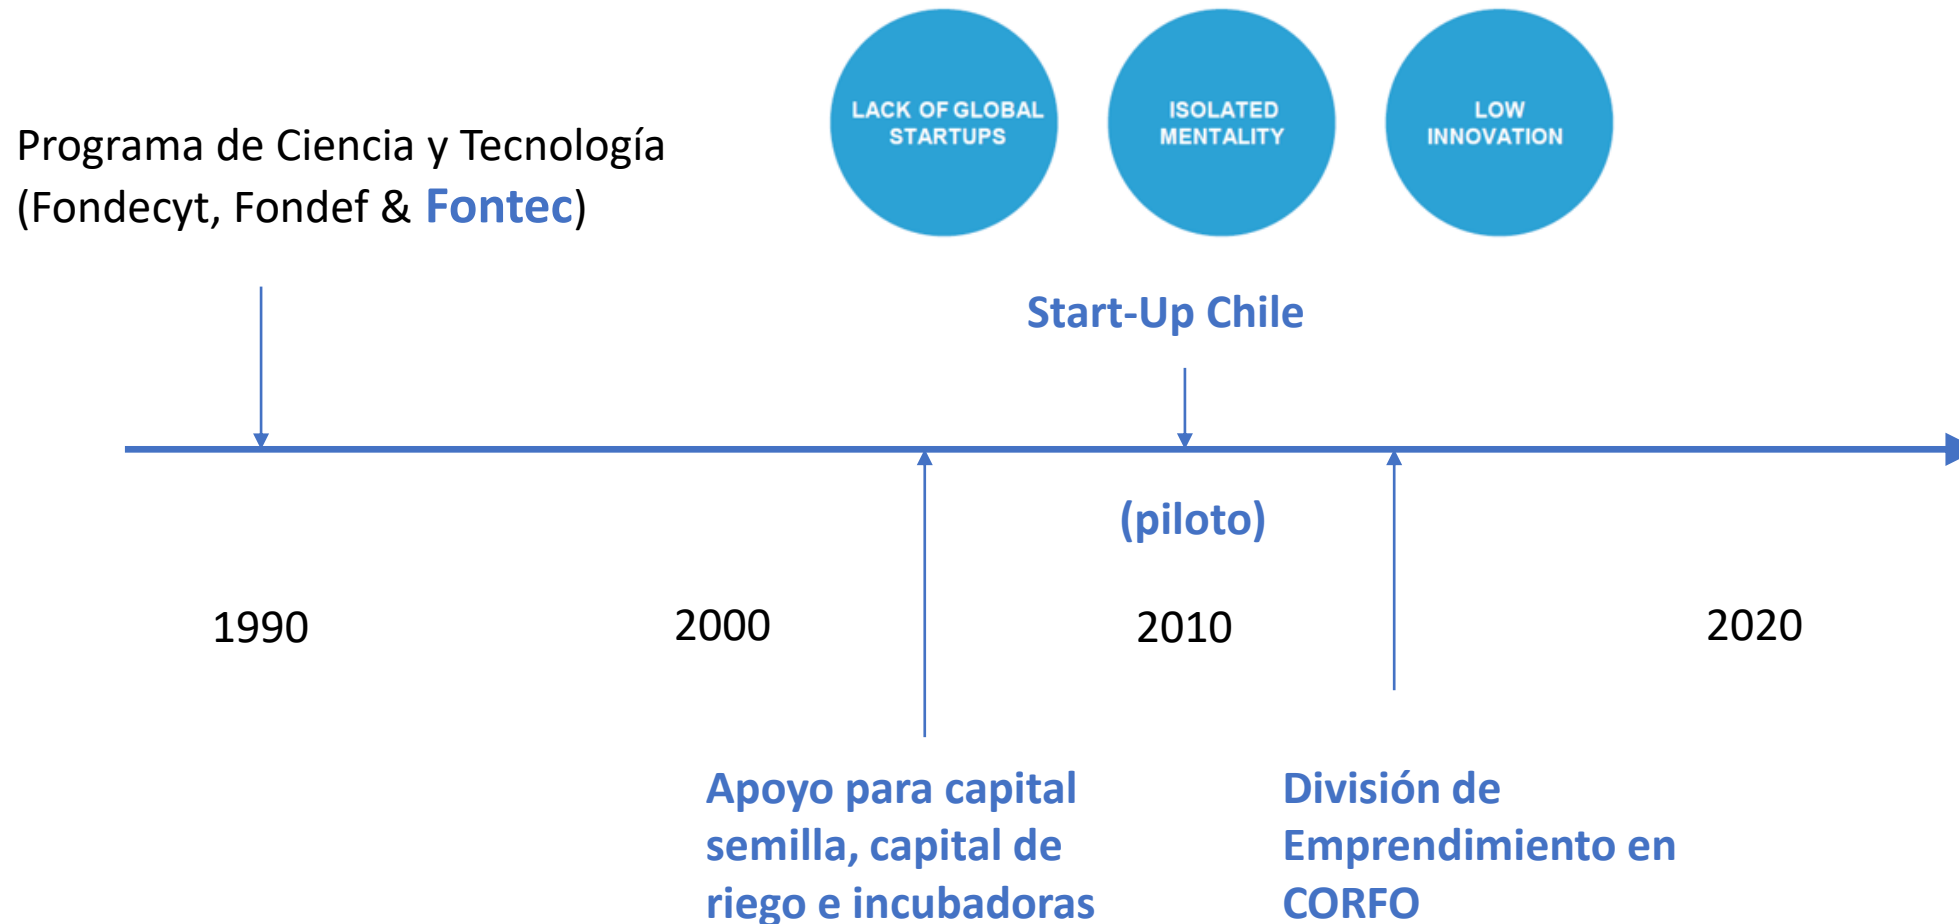 LACK OF GLOBAL
STARTUPS
ISOLATED
MENTALITY
LOW
INNOVATION
Programa de Ciencia y Tecnología
(Fondecyt, Fondef & Fontec)
Start-Up Chile
(piloto)
1990
2000
2010
2020
Apoyo para capital
semilla, capital de
riego e incubadoras
División de
Emprendimiento en
CORFO